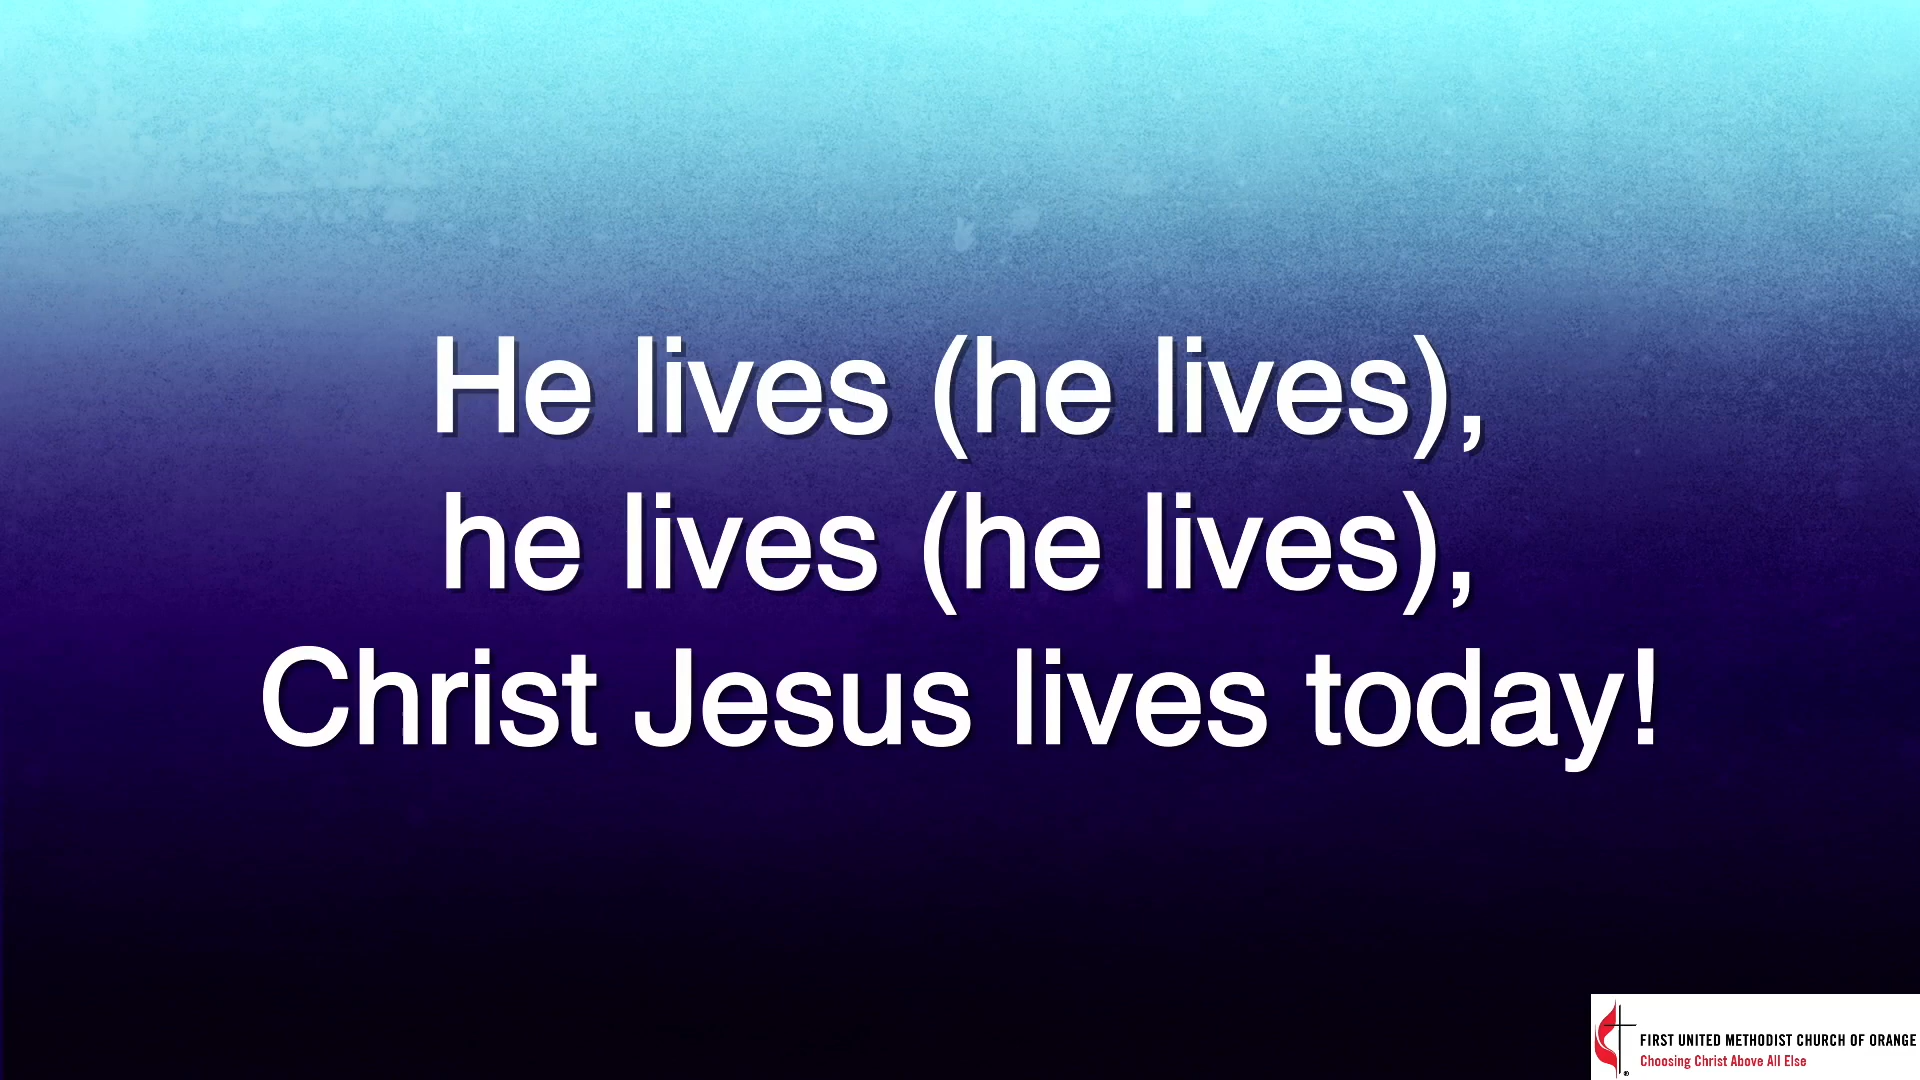 He lives (he lives),
he lives (he lives),
Christ Jesus lives today!
FIRST UNITED METHODIST CHURCH OF ORANGE
Choosing Christ Above All Else